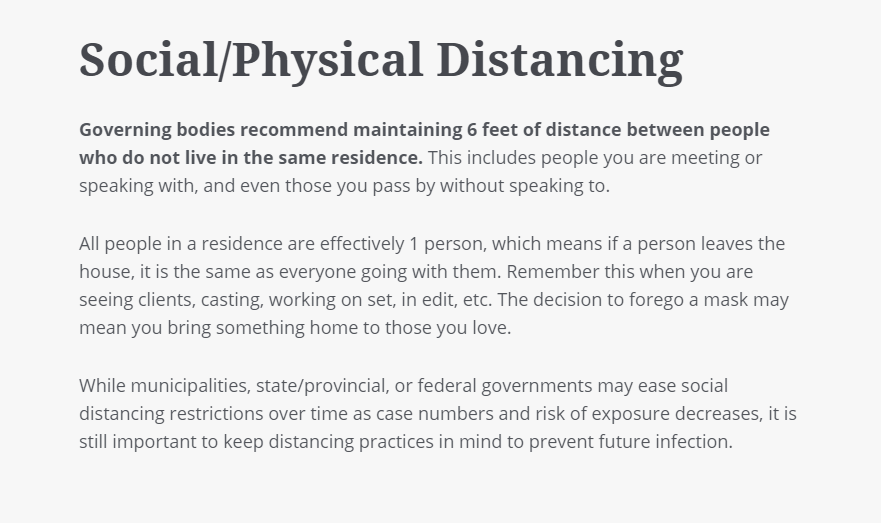 Social/Physical Distancing
Governing bodies recommend maintaining 6 feet of distance between people
who do not live in the same residence. This includes people you are meeting or
speaking with, and even those you pass by without speaking to.
All people in a residence are effectively 1 person, which means if a person leaves the
house, it is the same as everyone going with them. Remember this when you are
seeing clients, casting, working on set, in edit, etc. The decision to forego a mask may
mean you bring something home to those you love.
While municipalities, state/provincial, or federal governments may ease social
distancing restrictions over time as case numbers and risk of exposure decreases, it is
still important to keep distancing practices in mind to prevent future infection.